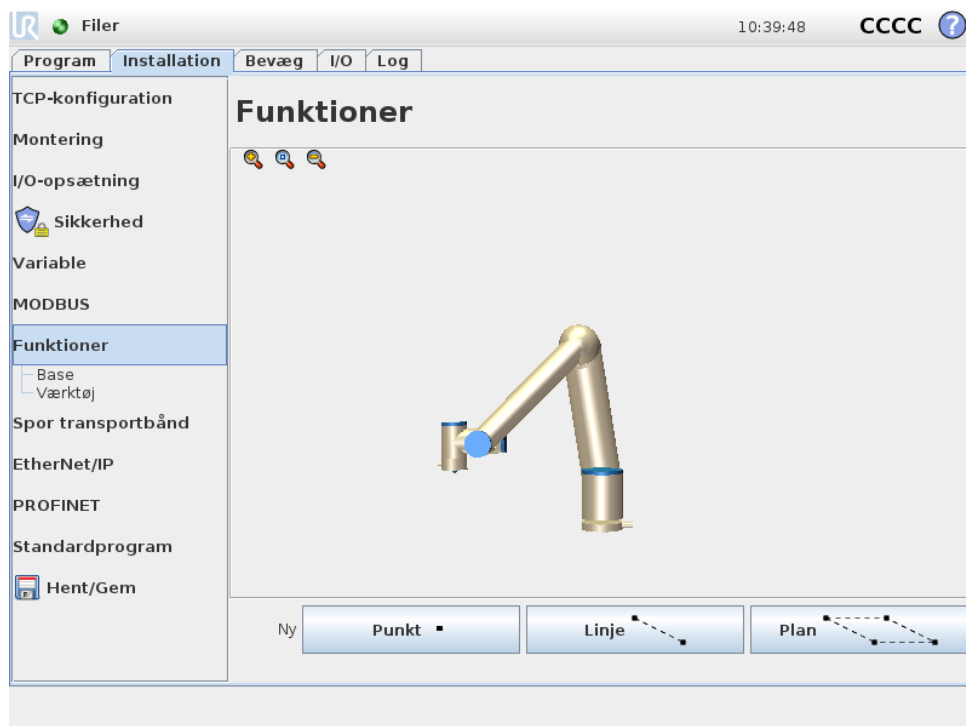 UR Filer 10:39:48 CCCC ?
Program Installation Bevæg I/O Log
TCP-konfiguration
Montering
I/O-opsætning
Sikkerhed
Variable
MODBUS
Funktioner
Base
Værktøj
Spor transportbånd
EtherNet/IP
PROFINET
Standardprogram
Hent/Gem
Funktioner
Ny Punkt Linje Plan